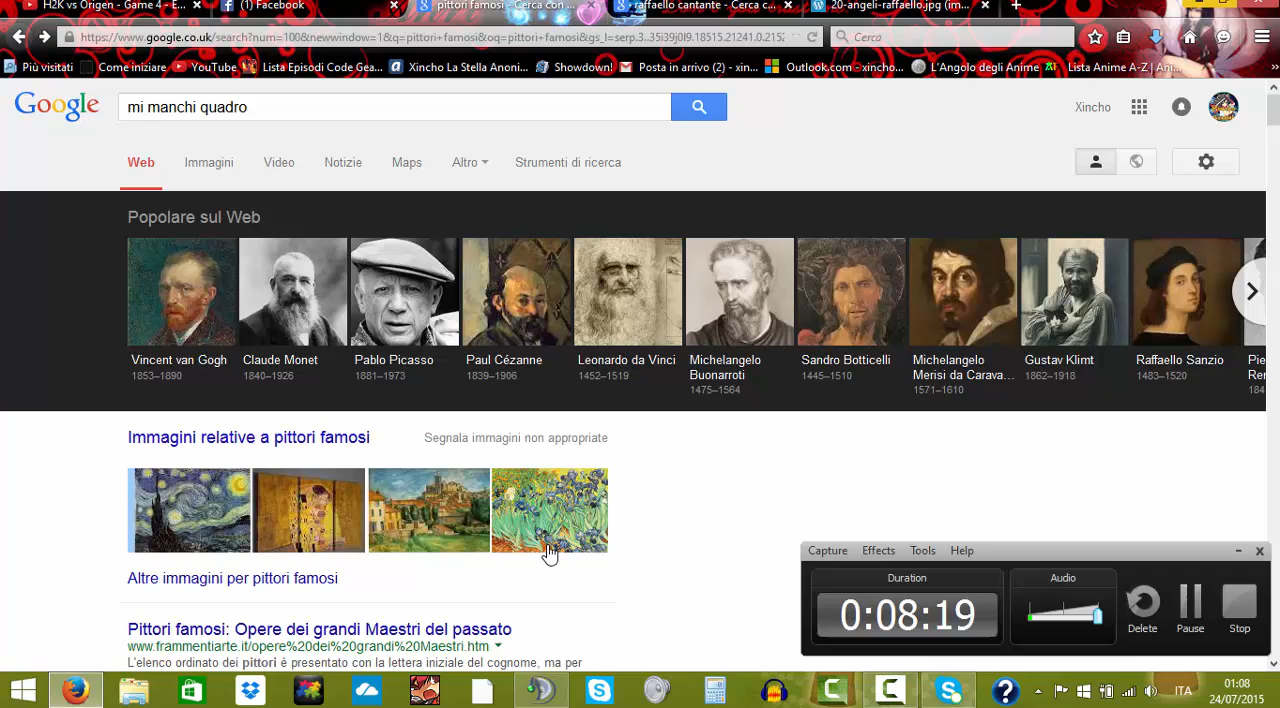 H2K vs Origen - Game 4 - E...
(1) Facebook
pittori famosi - Cerca con ...
raffaello cantante - Cerca c...
20-angeli-raffaello.jpg (im...
https://www.google.co.uk/search?num=100&newwindow=1&q=pittori+famosi&oq=pittori+famosi&gs_l=serp.3...35i39j0l9.18515.21241.0.2152
Cerca
Più visitati
Come iniziare
YouTube
Lista Episodi Code Gea...
Xincho La Stella Anoni...
Showdown!
Posta in arrivo (2) - xin...
Outlook.com - xincho...
L'Angolo degli Anime
Lista Anime A-Z | Ani...
Google
mi manchi quadro
Xincho
Web
Immagini
Video
Notizie
Maps
Altro
Strumenti di ricerca
Popolare sul Web
Vincent van Gogh
1853–1890
Claude Monet
1840–1926
Pablo Picasso
1881–1973
Paul Cézanne
1839–1906
Leonardo da Vinci
1452–1519
Michelangelo
Buonarroti
1475–1564
Sandro Botticelli
1445–1510
Michelangelo
Merisi da Carava...
1571–1610
Gustav Klimt
1862–1918
Raffaello Sanzio
1483–1520
Pie
Ren
184
Immagini relative a pittori famosi
Segnala immagini non appropriate
Altre immagini per pittori famosi
Pittori famosi: Opere dei grandi Maestri del passato
www.frammentiarte.it/opere%20dei%20grandi%20Maestri.htm
L'elenco ordinato dei pittori è presentato con la lettera iniziale del cognome, ma per
Capture
Effects
Tools
Help
Duration
0:08:19
Audio
Delete
Pause
Stop
ITA
01:08
24/07/2015